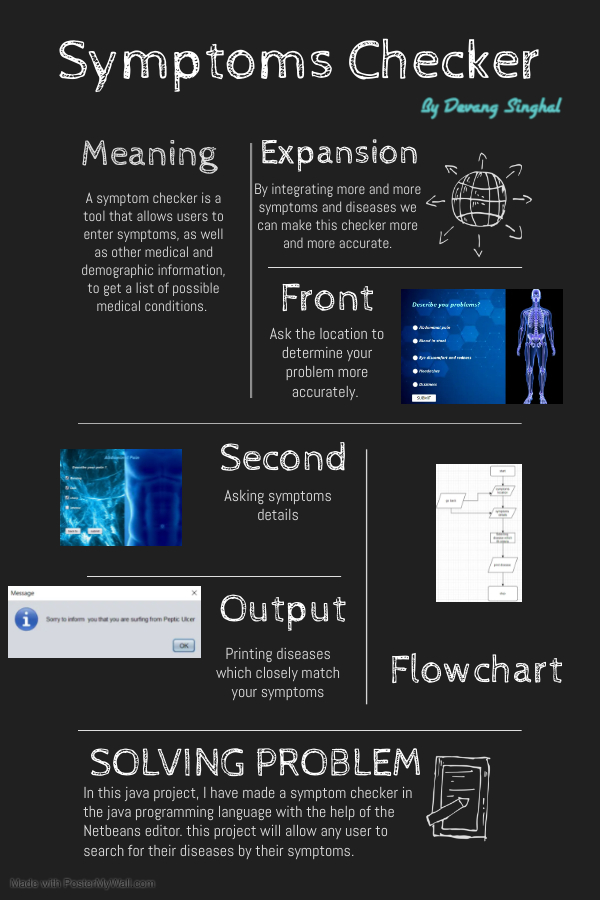 Symptoms Checker
By Devang Singhal
Meaning
A symptom checker is a
tool that allows users to
enter symptoms, as well
as other medical and
demographic information,
to get a list of possible
medical conditions.
Expansion
By integrating more and more
symptoms and diseases we
can make this checker more
and more accurate.
Front
Ask the location to
determine your
problem more
accurately.
Describe you problems?
Abdominal pain
Blood in stool
Eye discomfort and redness
Headaches
Dizziness
SUBMIT
Second
Asking symptoms
details
Message
Sorry to inform you that you are surfing from Peptic Ulcer
OK
Output
Printing diseases
which closely match
your symptoms
Flowchart
SOLVING PROBLEM
In this java project, I have made a symptom checker in
the java programming language with the help of the
Netbeans editor. this project will allow any user to
search for their diseases by their symptoms.
Made with PosterMyWall.com